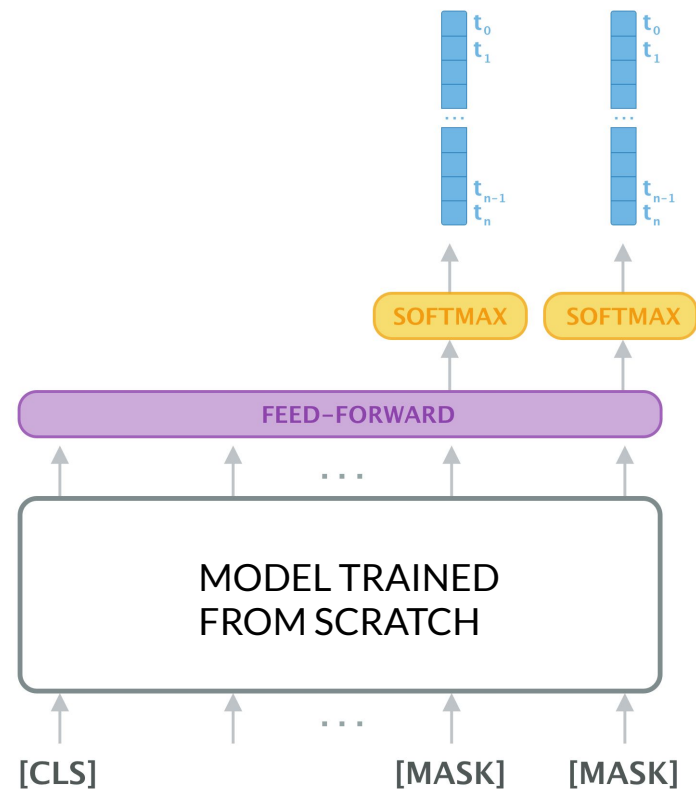 t₀ t₀
t₁ t₁
... ...
tₙ₋₁ tₙ₋₁
tₙ tₙ
SOFTMAX SOFTMAX
FEED-FORWARD
...
MODEL TRAINED
FROM SCRATCH
...
[CLS] [MASK] [MASK]